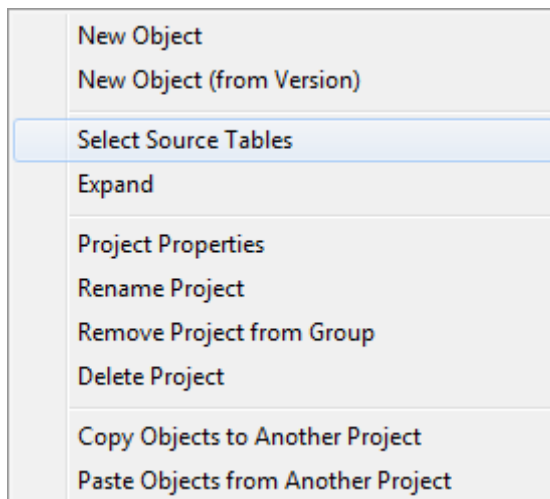 New Object
New Object (from Version)
Select Source Tables
Expand
Project Properties
Rename Project
Remove Project from Group
Delete Project
Copy Objects to Another Project
Paste Objects from Another Project